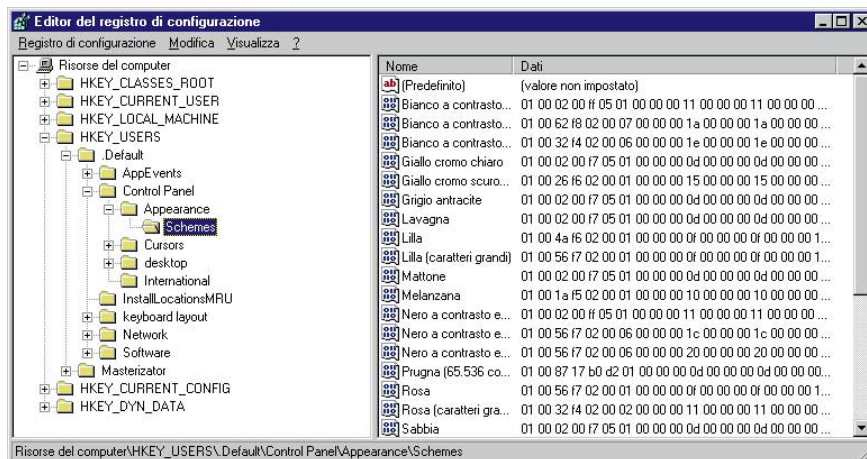 Editor del registro di configurazione
Registro di configurazione Modifica Visualizza ?
Risorse del computer
HKEY_CLASSES_ROOT
HKEY_CURRENT_USER
HKEY_LOCAL_MACHINE
HKEY_USERS
.Default
AppEvents
Control Panel
Appearance
Schemes
Cursors
desktop
International
InstallLocationsMRU
keyboard layout
Network
Software
Masterizator
HKEY_CURRENT_CONFIG
HKEY_DYN_DATA
Nome Dati
(Predefinito) (valore non impostato)
Bianco a contrasto... 01 00 02 00 ff 05 01 00 00 00 11 00 00 00 11 00 00 00 ...
Bianco a contrasto... 01 00 62 f8 02 00 07 00 00 00 1a 00 00 00 1a 00 00 00 ...
Bianco a contrasto... 01 00 32 f4 02 00 06 00 00 00 1e 00 00 00 1e 00 00 00 ...
Giallo cromo chiaro 01 00 02 00 f7 05 01 00 00 00 0d 00 00 00 0d 00 00 00 ...
Giallo cromo scuro... 01 00 26 f6 02 00 01 00 00 00 15 00 00 00 15 00 00 00 ...
Grigio antracite 01 00 02 00 f7 05 01 00 00 00 0d 00 00 00 0d 00 00 00 ...
Lavagna 01 00 02 00 f7 05 01 00 00 00 0d 00 00 00 0d 00 00 00 ...
Lilla 01 00 4a f6 02 00 01 00 00 00 0f 00 00 00 0f 00 00 00 1...
Lilla (caratteri grandi) 01 00 56 f7 02 00 01 00 00 00 0f 00 00 00 0f 00 00 00 1...
Mattone 01 00 02 00 f7 05 01 00 00 00 0d 00 00 00 0d 00 00 00 ...
Melanzana 01 00 1a f5 02 00 01 00 00 00 10 00 00 00 10 00 00 00 ...
Nero a contrasto e... 01 00 02 00 ff 05 01 00 00 00 11 00 00 00 11 00 00 00 ...
Nero a contrasto e... 01 00 56 f7 02 00 06 00 00 00 1c 00 00 00 1c 00 00 00 ...
Nero a contrasto e... 01 00 56 f7 02 00 06 00 00 00 20 00 00 00 20 00 00 00 ...
Prugna (65.536 co... 01 00 87 17 b0 d2 01 00 00 00 0d 00 00 00 0d 00 00 00...
Rosa 01 00 56 f7 02 00 01 00 00 00 0f 00 00 00 0f 00 00 00 1...
Rosa (caratteri gra... 01 00 32 f4 02 00 02 00 00 00 11 00 00 00 11 00 00 00 ...
Sabbia 01 00 02 00 f7 05 01 00 00 00 0d 00 00 00 0d 00 00 00 ...
Risorse del computer\HKEY_USERS\.Default\Control Panel\Appearance\Schemes